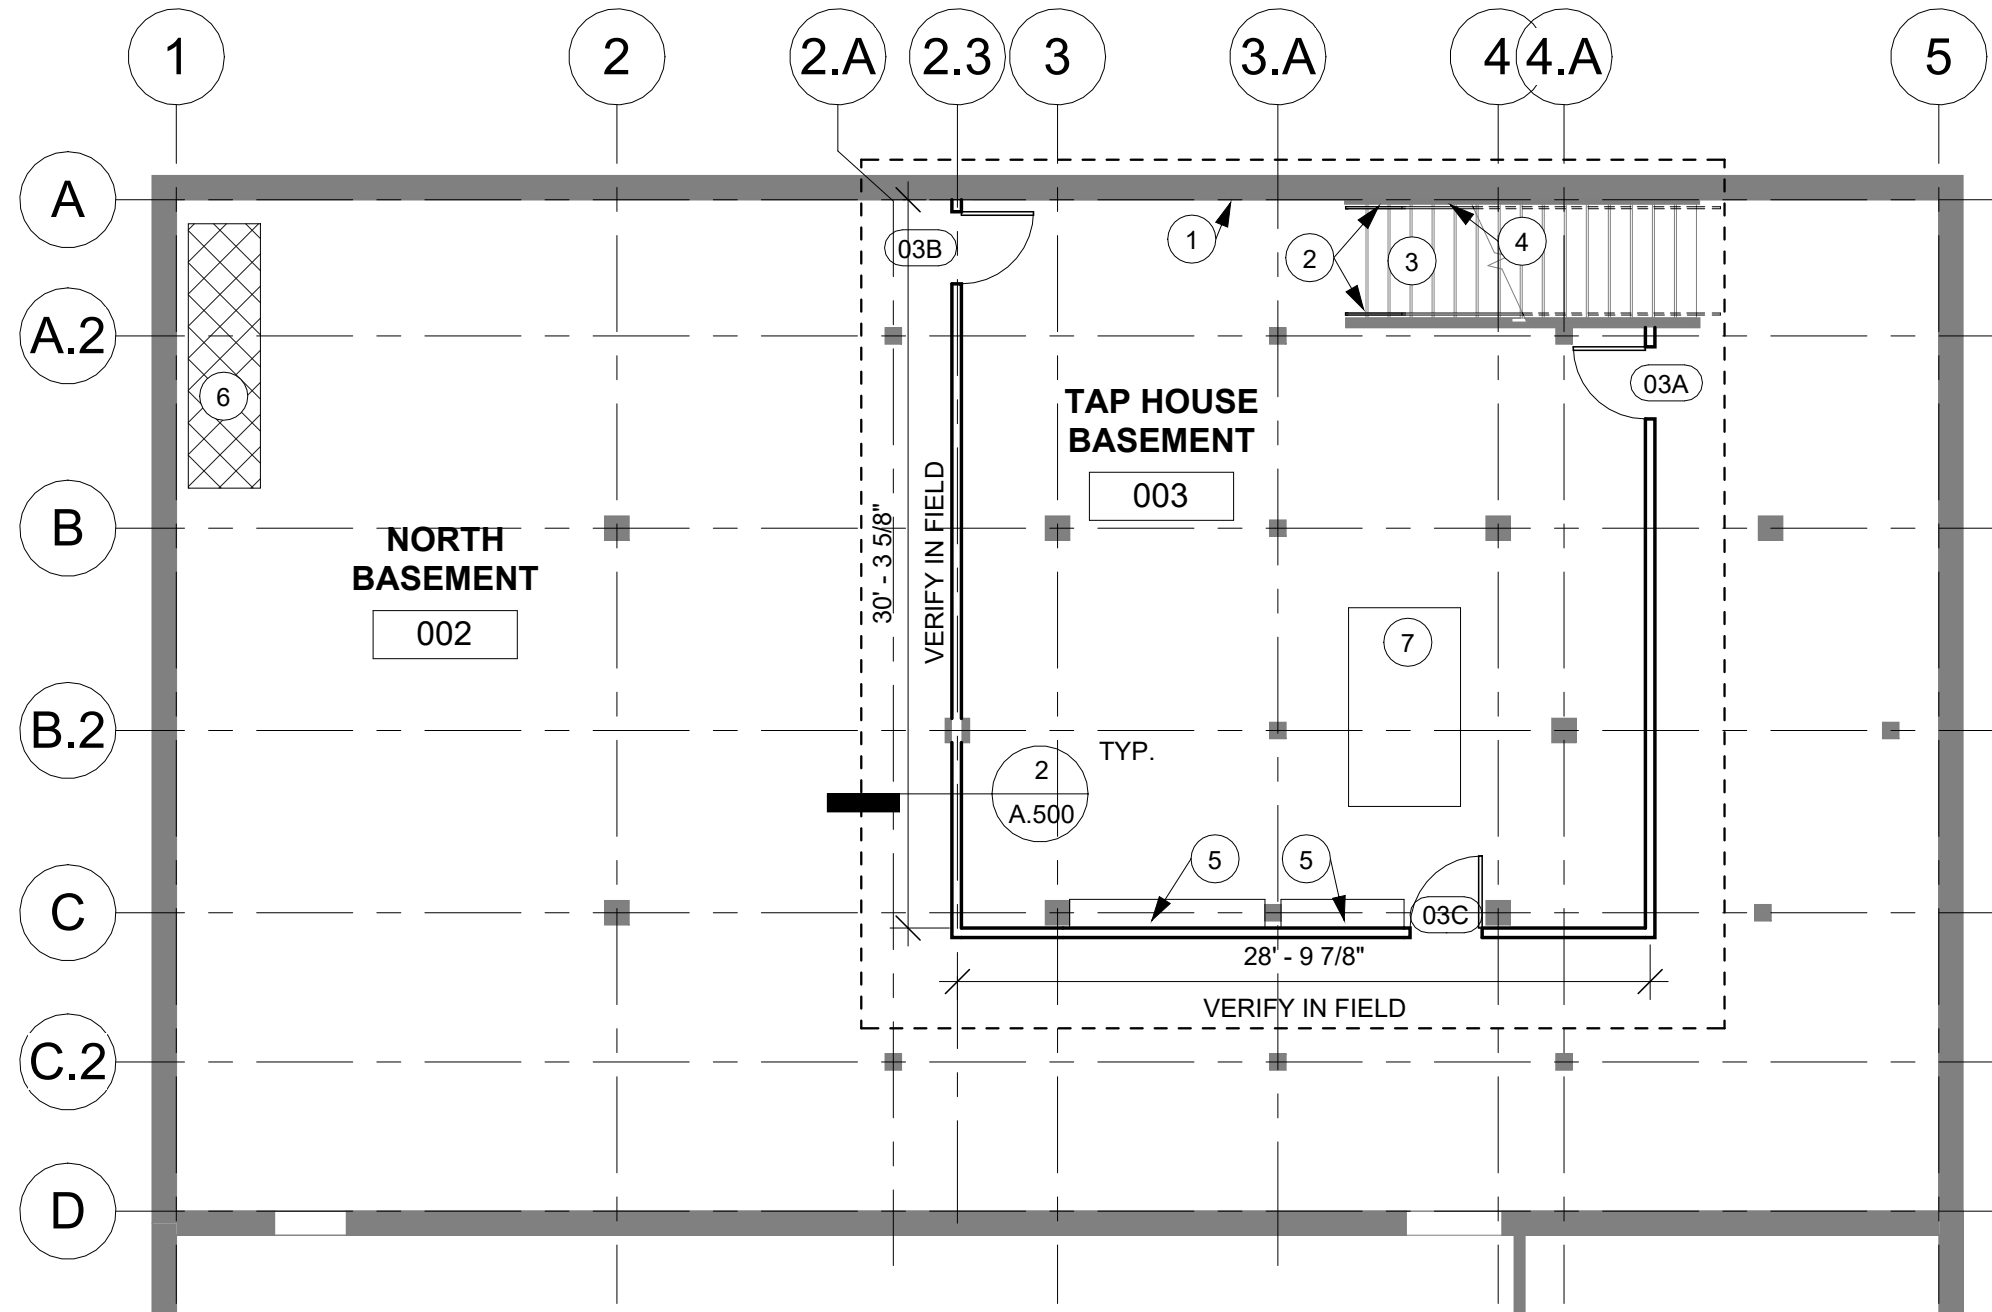 1
2
2.A
2.3
3
3.A
4
4.A
5
A
03B
1
2
3
4
A.2
6
TAP HOUSE
BASEMENT
003
03A
B
NORTH
BASEMENT
002
30' - 3 5/8"
VERIFY IN FIELD
7
B.2
TYP.
2
A.500
5
5
C
03C
28' - 9 7/8"
VERIFY IN FIELD
C.2
D